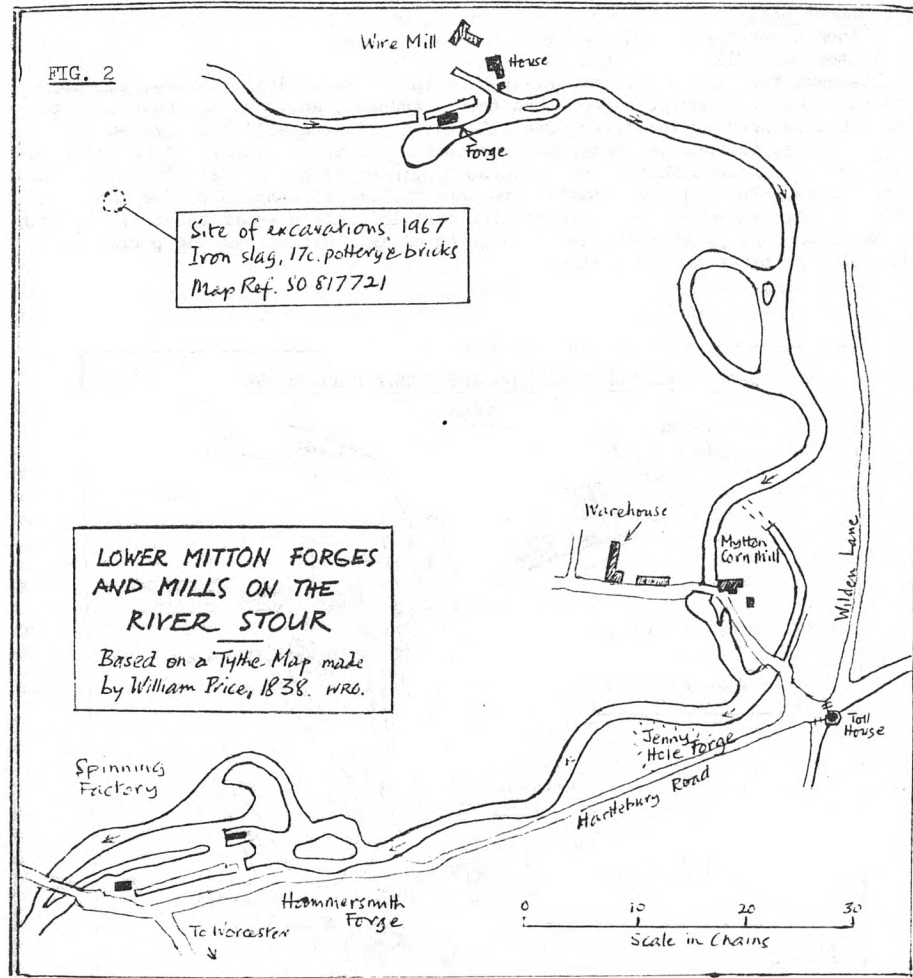 FIG. 2
Wire Mill
House
Forge
Site of excavations 1967
Iron slag, 17c. pottery & bricks
Map Ref. SO 817721
Warehouse
Mytton
Corn Mill
Wilden Lane
LOWER MITTON FORGES
AND MILLS ON THE
RIVER STOUR
Based on a Tythe Map made
by William Price, 1838. WRO.
Toll
House
Jenny
Hole Forge
Hartlebury Road
Spinning
Factory
Hammersmith
Forge
To Worcester
0 10 20 30
Scale in Chains